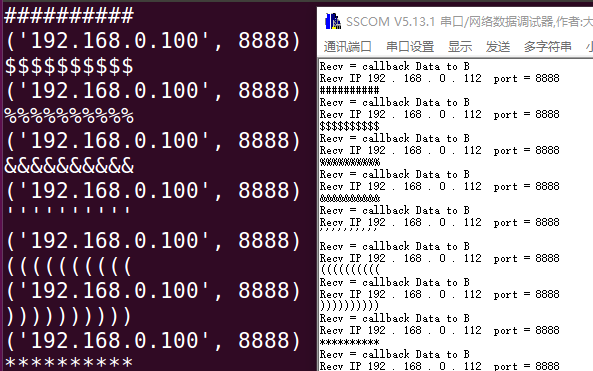 ##########
('192.168.0.100', 8888)
$$$$$$$$$$
('192.168.0.100', 8888)
%%%%%%%%%%
('192.168.0.100', 8888)
&&&&&&&&&&
('192.168.0.100', 8888)
''''''''''
('192.168.0.100', 8888)
((((((((((
('192.168.0.100', 8888)
))))))))))
('192.168.0.100', 8888)
**********
SSCOM V5.13.1 串口/网络数据调试器,作者:大
通讯端口 串口设置 显示 发送 多字符串 小
Recv = callback Data to B
Recv IP 192 . 168 . 0 . 112 port = 8888
##########
Recv = callback Data to B
Recv IP 192 . 168 . 0 . 112 port = 8888
$$$$$$$$$$
Recv = callback Data to B
Recv IP 192 . 168 . 0 . 112 port = 8888
%%%%%%%%%%
Recv = callback Data to B
Recv IP 192 . 168 . 0 . 112 port = 8888
&&&&&&&&&&
Recv = callback Data to B
Recv IP 192 . 168 . 0 . 112 port = 8888
''''''''''
Recv = callback Data to B
Recv IP 192 . 168 . 0 . 112 port = 8888
((((((((((
Recv = callback Data to B
Recv IP 192 . 168 . 0 . 112 port = 8888
))))))))))
Recv = callback Data to B
Recv IP 192 . 168 . 0 . 112 port = 8888
**********
Recv = callback Data to B
Recv IP 192 . 168 . 0 . 112 port = 8888